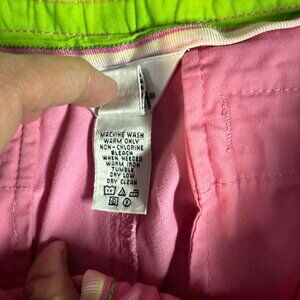 MACHINE WASH
WARM ONLY
NON-CHLORINE
BLEACH
WHEN NEEDED
WARM IRON
TUMBLE
DRY LOW
DRY CLEAN